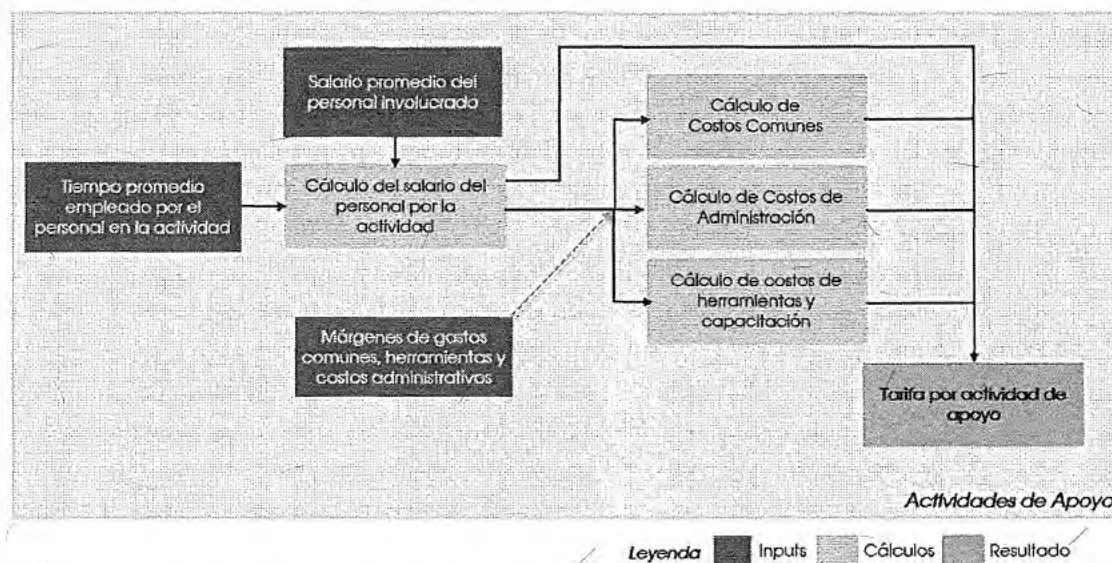 Salario promedio del
personal involucrado
Tiempo promedio
empleado por el
personal en la actividad
Cálculo del salario del
personal por la
actividad
Márgenes de gastos
comunes, herramientas y
costos administrativos
Cálculo de
Costos Comunes
Cálculo de Costos de
Administración
Cálculo de costos de
herramientas y
capacitación
Tarifa por actividad de
apoyo
Actividades de Apoyo
Leyenda
Inputs
Cálculos
Resultado